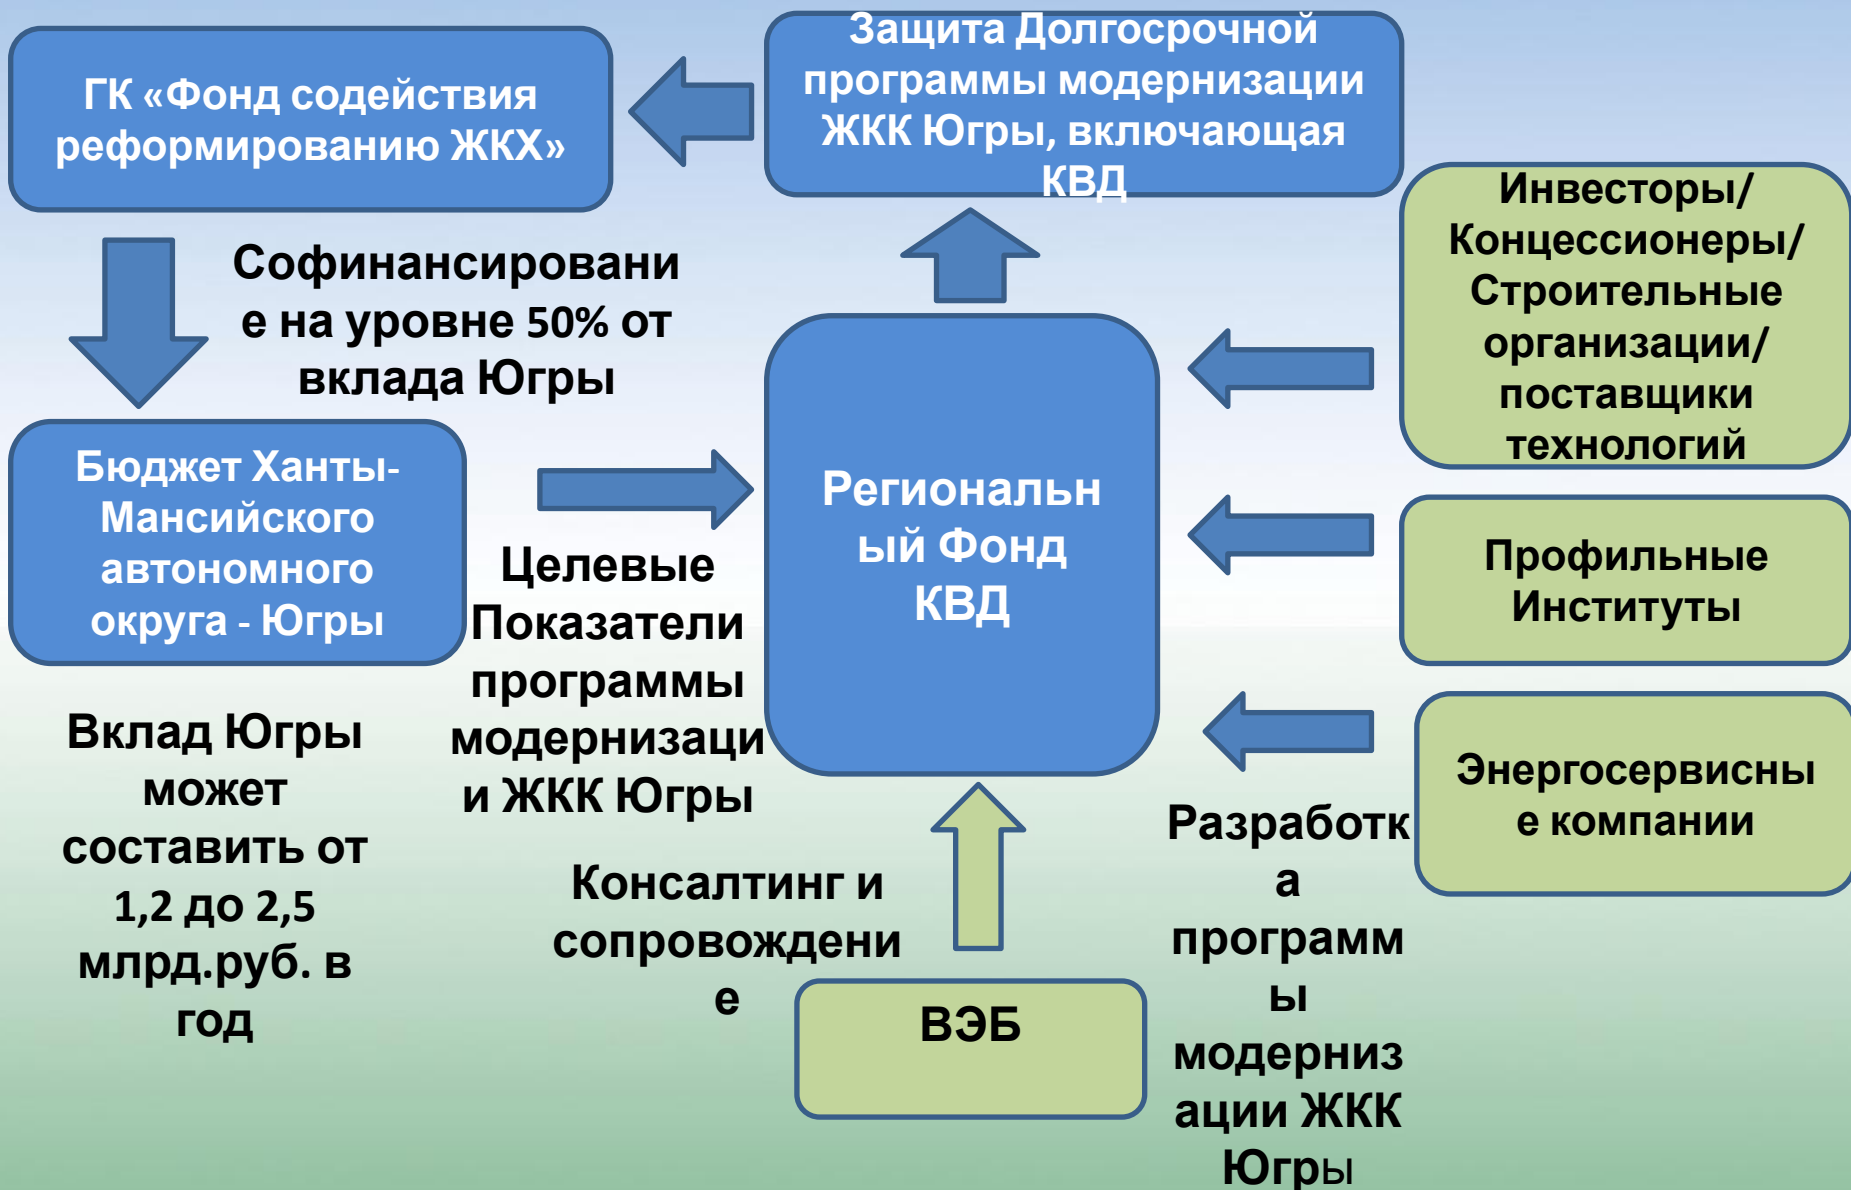 ГК «Фонд содействия
реформированию ЖКХ»
Защита Долгосрочной
программы модернизации
ЖКК Югры, включающая
КВД
Софинансировани
е на уровне 50% от
вклада Югры
Инвесторы/
Концессионеры/
Строительные
организации/
поставщики
технологий
Бюджет Ханты-
Мансийского
автономного
округа - Югры
Целевые
Показатели
программы
модернизаци
и ЖКК Югры
Региональн
ый Фонд
КВД
Профильные
Институты
Энергосервисны
е компании
Вклад Югры
может
составить от
1,2 до 2,5
млрд.руб. в
год
Консалтинг и
сопровождени
е
ВЭБ
Разработк
а
программ
ы
модерниз
ации ЖКК
Югры